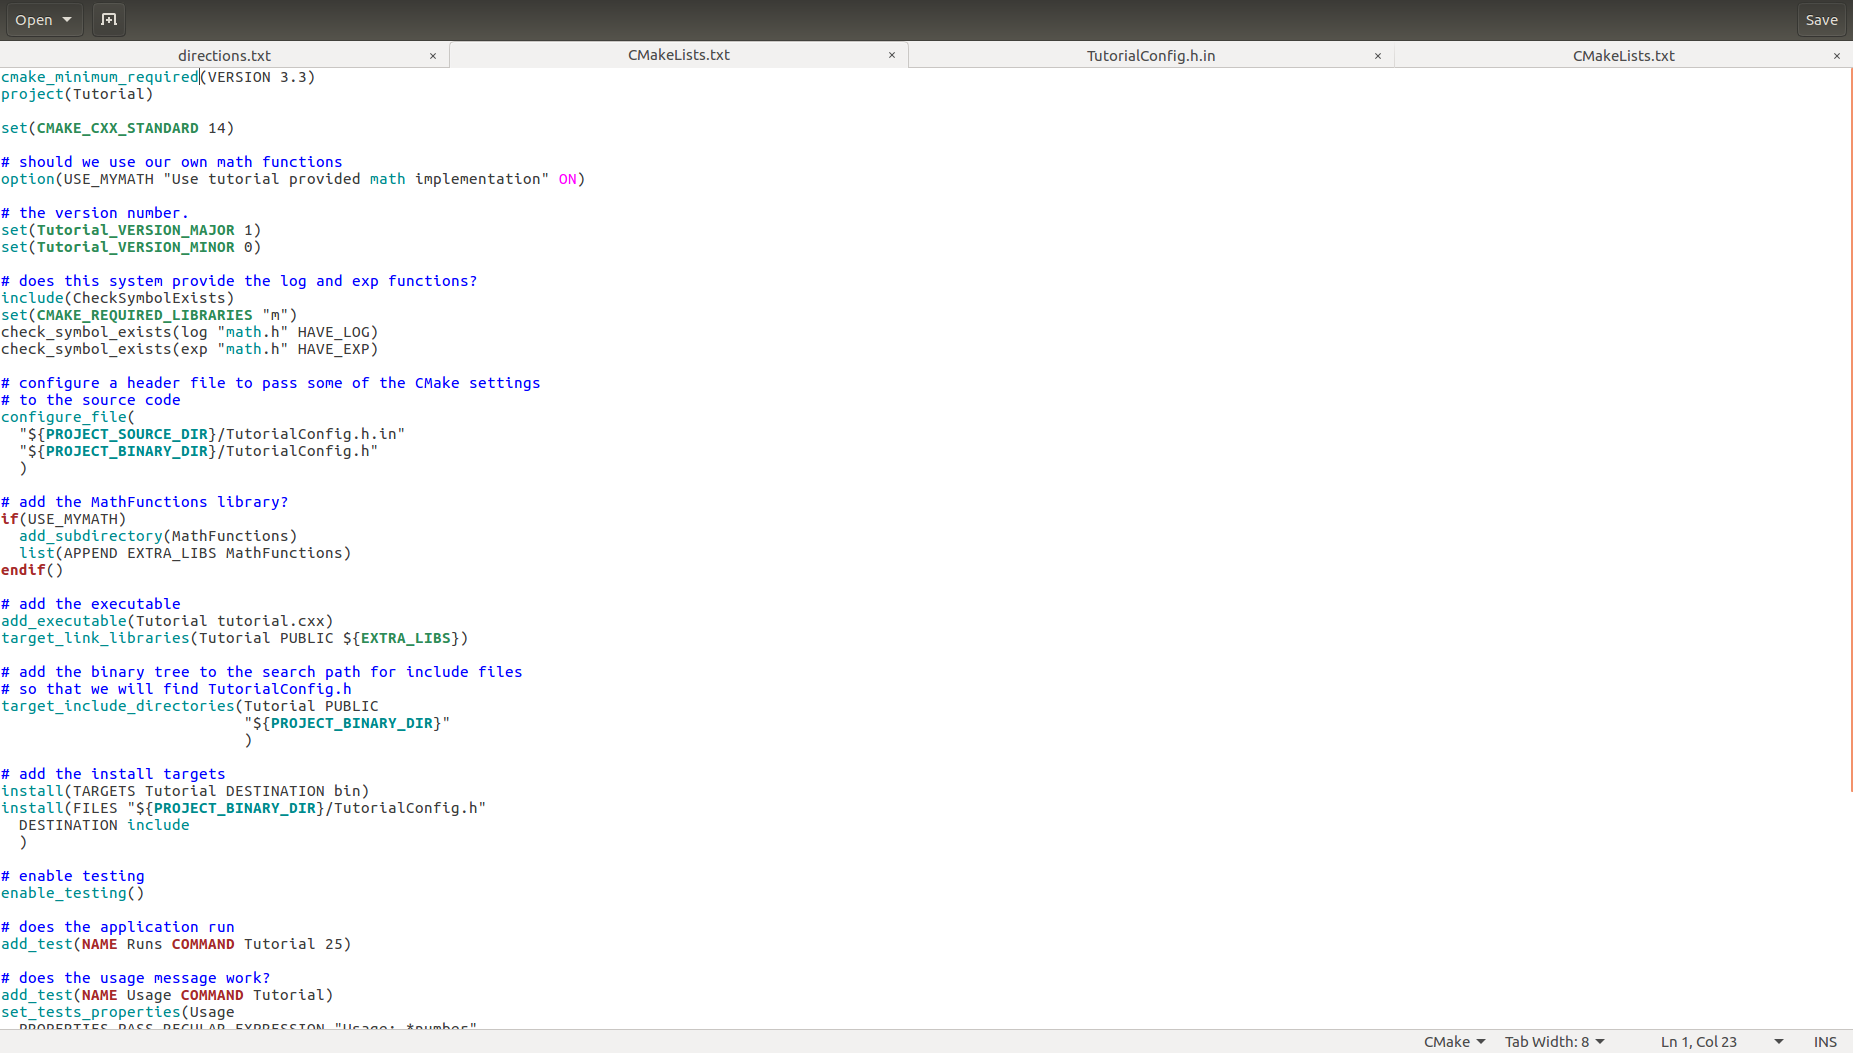 Open
Save
directions.txt × CMakeLists.txt × TutorialConfig.h.in × CMakeLists.txt ×
cmake_minimum_required(VERSION 3.3)
project(Tutorial)
set(CMAKE_CXX_STANDARD 14)
# should we use our own math functions
option(USE_MYMATH "Use tutorial provided math implementation" ON)
# the version number.
set(Tutorial_VERSION_MAJOR 1)
set(Tutorial_VERSION_MINOR 0)
# does this system provide the log and exp functions?
include(CheckSymbolExists)
set(CMAKE_REQUIRED_LIBRARIES "m")
check_symbol_exists(log "math.h" HAVE_LOG)
check_symbol_exists(exp "math.h" HAVE_EXP)
# configure a header file to pass some of the CMake settings
# to the source code
configure_file(
  "${PROJECT_SOURCE_DIR}/TutorialConfig.h.in"
  "${PROJECT_BINARY_DIR}/TutorialConfig.h"
  )
# add the MathFunctions library?
if(USE_MYMATH)
  add_subdirectory(MathFunctions)
  list(APPEND EXTRA_LIBS MathFunctions)
endif()
# add the executable
add_executable(Tutorial tutorial.cxx)
target_link_libraries(Tutorial PUBLIC ${EXTRA_LIBS})
# add the binary tree to the search path for include files
# so that we will find TutorialConfig.h
target_include_directories(Tutorial PUBLIC
                           "${PROJECT_BINARY_DIR}"
                           )
# add the install targets
install(TARGETS Tutorial DESTINATION bin)
install(FILES "${PROJECT_BINARY_DIR}/TutorialConfig.h"
  DESTINATION include
  )
# enable testing
enable_testing()
# does the application run
add_test(NAME Runs COMMAND Tutorial 25)
# does the usage message work?
add_test(NAME Usage COMMAND Tutorial)
set_tests_properties(Usage
  PROPERTIES PASS_REGULAR_EXPRESSION "Usage: *number"
CMake Tab Width: 8 Ln 1, Col 23 INS